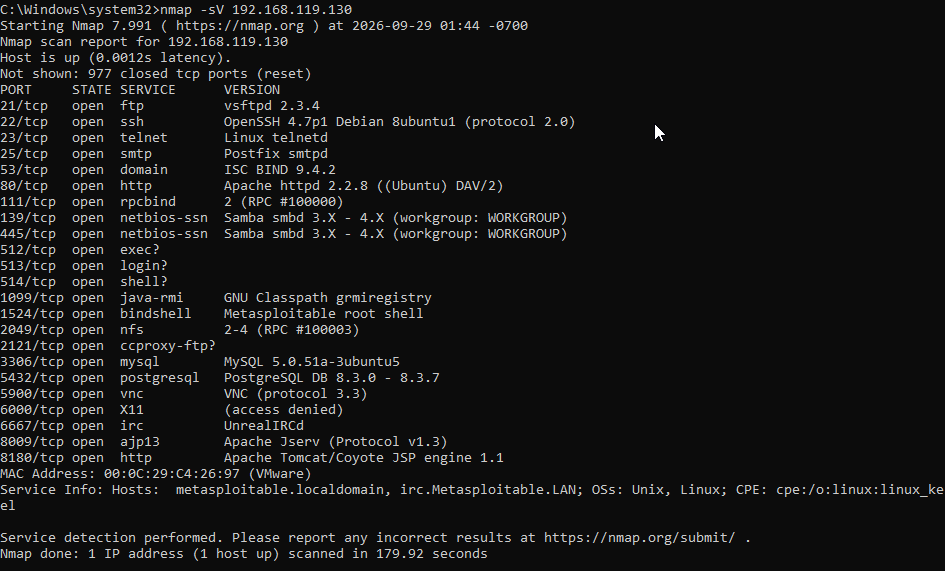 C:\Windows\system32>nmap -sV 192.168.119.130
Starting Nmap 7.991 ( https://nmap.org ) at 2026-09-29 01:44 -0700
Nmap scan report for 192.168.119.130
Host is up (0.0012s latency).
Not shown: 977 closed tcp ports (reset)
PORT     STATE SERVICE     VERSION
21/tcp   open  ftp         vsftpd 2.3.4
22/tcp   open  ssh         OpenSSH 4.7p1 Debian 8ubuntu1 (protocol 2.0)
23/tcp   open  telnet      Linux telnetd
25/tcp   open  smtp        Postfix smtpd
53/tcp   open  domain      ISC BIND 9.4.2
80/tcp   open  http        Apache httpd 2.2.8 ((Ubuntu) DAV/2)
111/tcp  open  rpcbind     2 (RPC #100000)
139/tcp  open  netbios-ssn Samba smbd 3.X - 4.X (workgroup: WORKGROUP)
445/tcp  open  netbios-ssn Samba smbd 3.X - 4.X (workgroup: WORKGROUP)
512/tcp  open  exec?
513/tcp  open  login?
514/tcp  open  shell?
1099/tcp open  java-rmi    GNU Classpath grmiregistry
1524/tcp open  bindshell   Metasploitable root shell
2049/tcp open  nfs         2-4 (RPC #100003)
2121/tcp open  ccproxy-ftp?
3306/tcp open  mysql       MySQL 5.0.51a-3ubuntu5
5432/tcp open  postgresql  PostgreSQL DB 8.3.0 - 8.3.7
5900/tcp open  vnc         VNC (protocol 3.3)
6000/tcp open  X11         (access denied)
6667/tcp open  irc         UnrealIRCd
8009/tcp open  ajp13       Apache Jserv (Protocol v1.3)
8180/tcp open  http        Apache Tomcat/Coyote JSP engine 1.1
MAC Address: 00:0C:29:C4:26:97 (VMware)
Service Info: Hosts:  metasploitable.localdomain, irc.Metasploitable.LAN; OSs: Unix, Linux; CPE: cpe:/o:linux:linux_ke
el

Service detection performed. Please report any incorrect results at https://nmap.org/submit/ .
Nmap done: 1 IP address (1 host up) scanned in 179.92 seconds